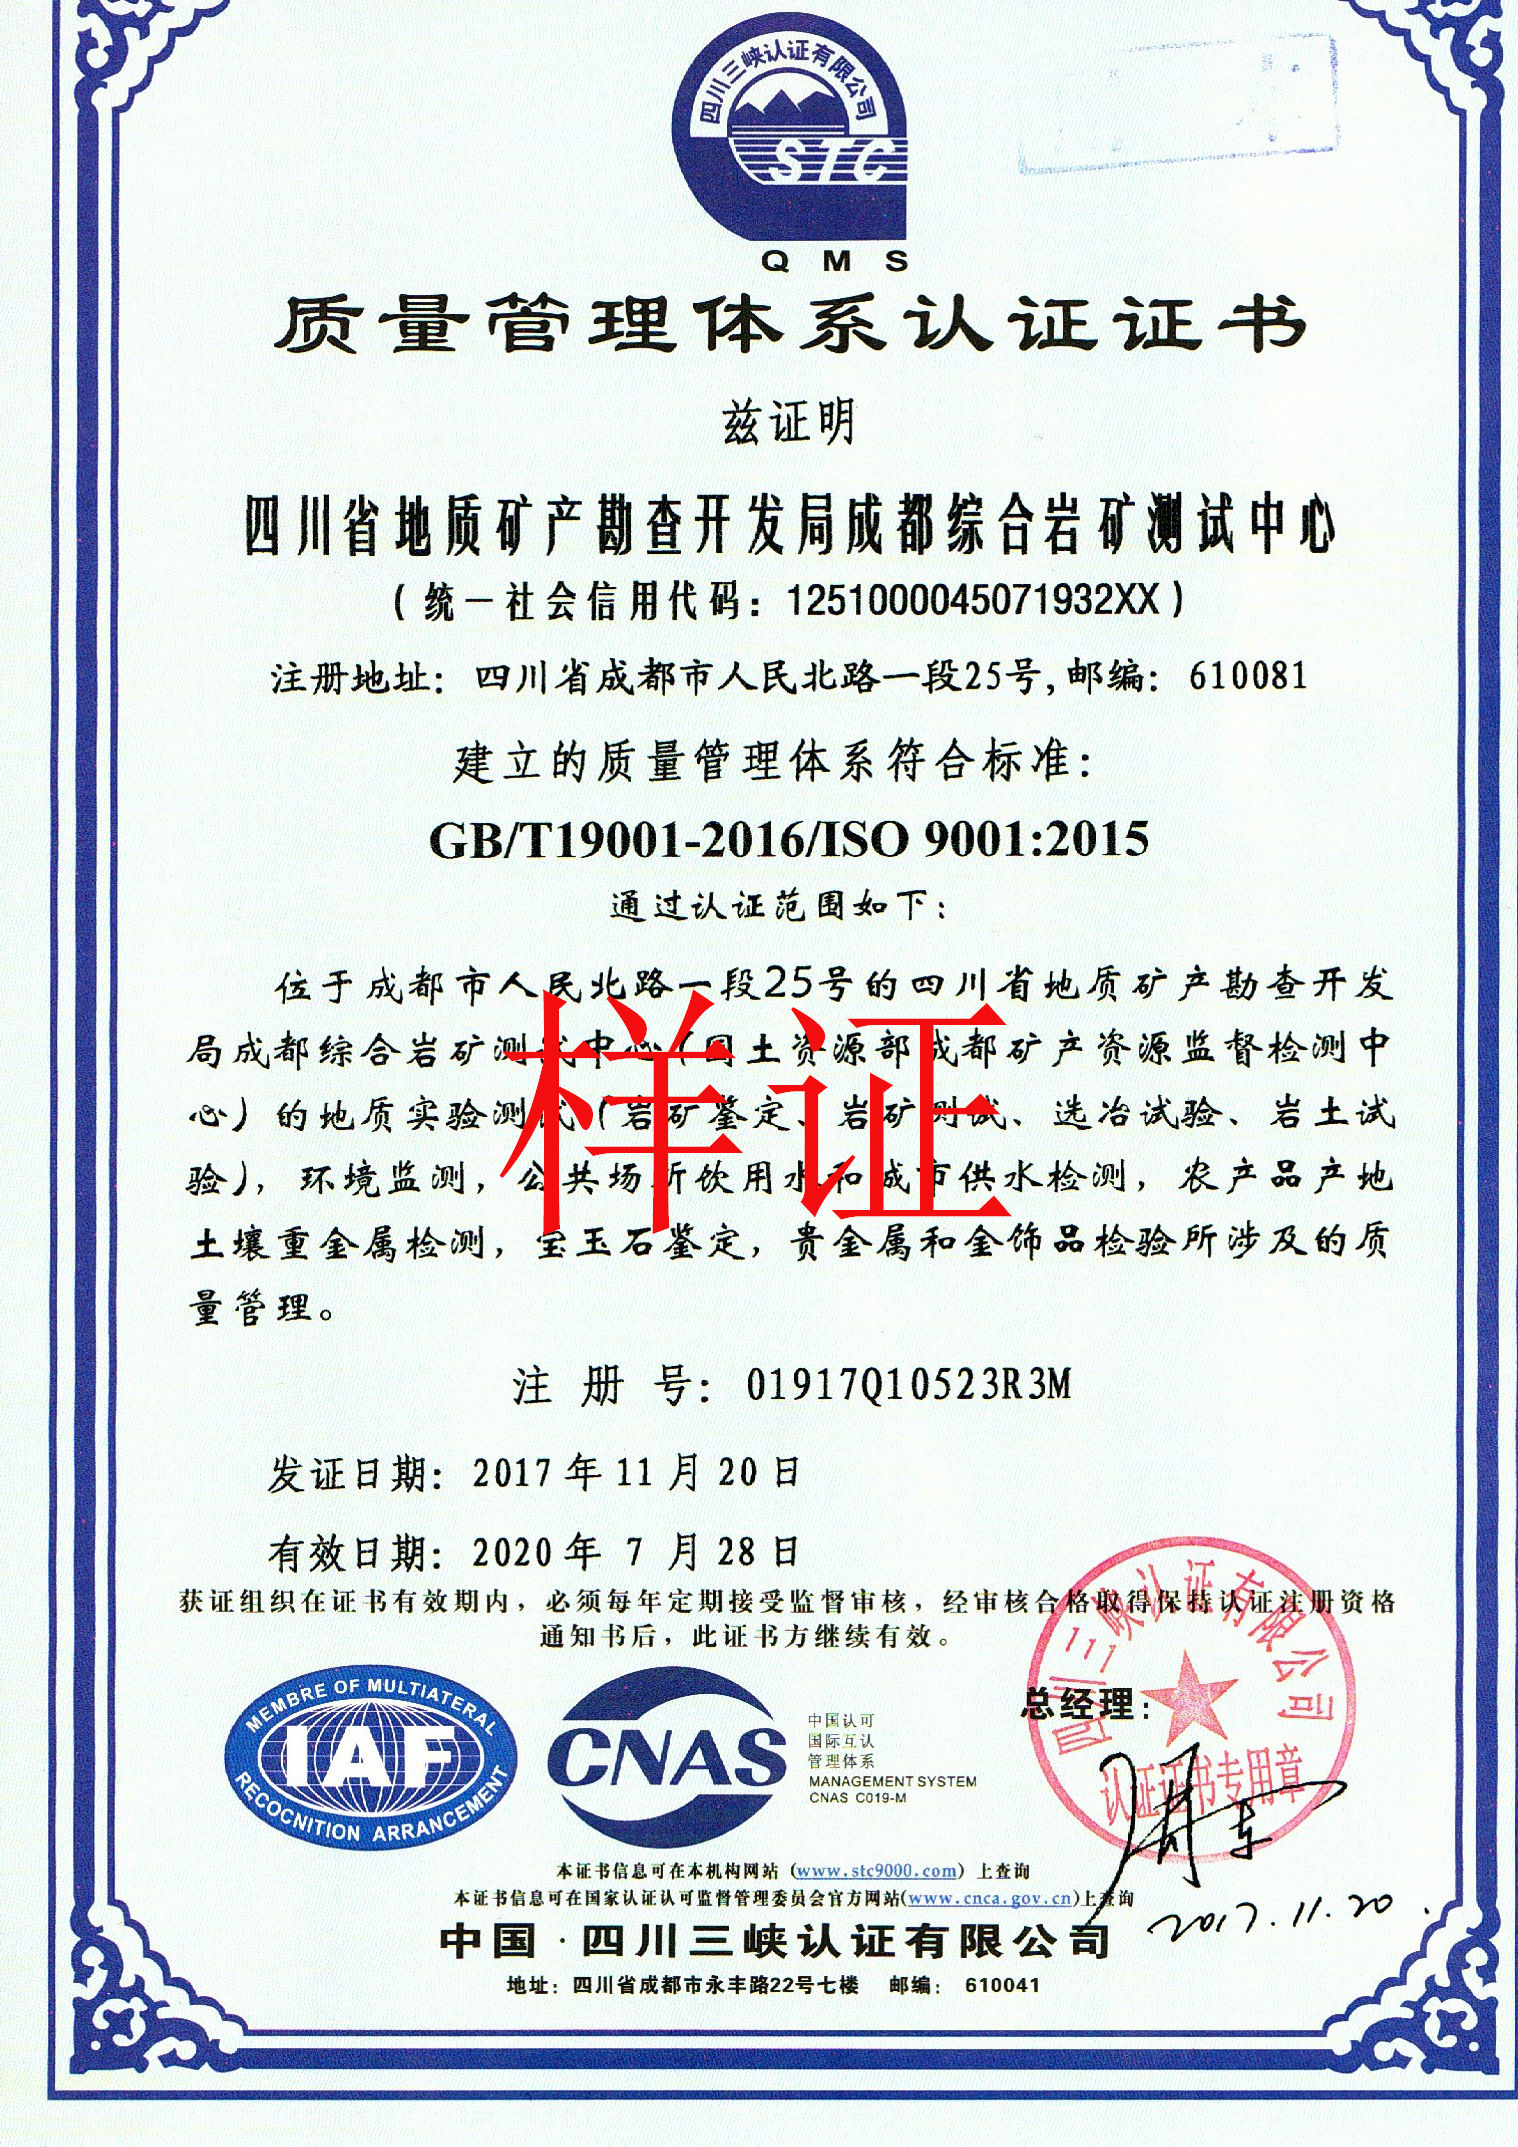 四川三峡认证有限公司
STC
QMS
质量管理体系认证证书
兹证明
四川省地质矿产勘查开发局成都综合岩矿测试中心
(统一社会信用代码：1251000045071932XX)
注册地址：四川省成都市人民北路一段25号,邮编：610081
建立的质量管理体系符合标准：
GB/T19001-2016/ISO 9001:2015
通过认证范围如下：
位于成都市人民北路一段25号的四川省地质矿产勘查开发
局成都综合岩矿测试中心(国土资源部成都矿产资源监督检测中
心)的地质实验测试(岩矿鉴定、岩矿测试、选冶试验、岩土试
验)，环境监测，公共场所饮用水和城市供水检测，农产品产地
土壤重金属检测，宝玉石鉴定，贵金属和金饰品检验所涉及的质
量管理。
样证
注册号：01917Q10523R3M
发证日期：2017年11月20日
有效日期：2020年7月28日
获证组织在证书有效期内，必须每年定期接受监督审核，经审核合格取得保持认证注册资格
通知书后，此证书方继续有效。
MEMBRE OF MULTIATERAL
IAF
RECOCNITION ARRANCEMENT
CNAS
中国认可
国际互认
管理体系
MANAGEMENT SYSTEM
CNAS C019-M
总经理：
四川三峡认证有限公司
认证证书专用章
2017.11.20
本证书信息可在本机构网站 (www.stc9000.com) 上查询
本证书信息可在国家认证认可监督管理委员会官方网站(www.cnca.gov.cn)上查询
中国·四川三峡认证有限公司
地址：四川省成都市永丰路22号七楼 邮编： 610041